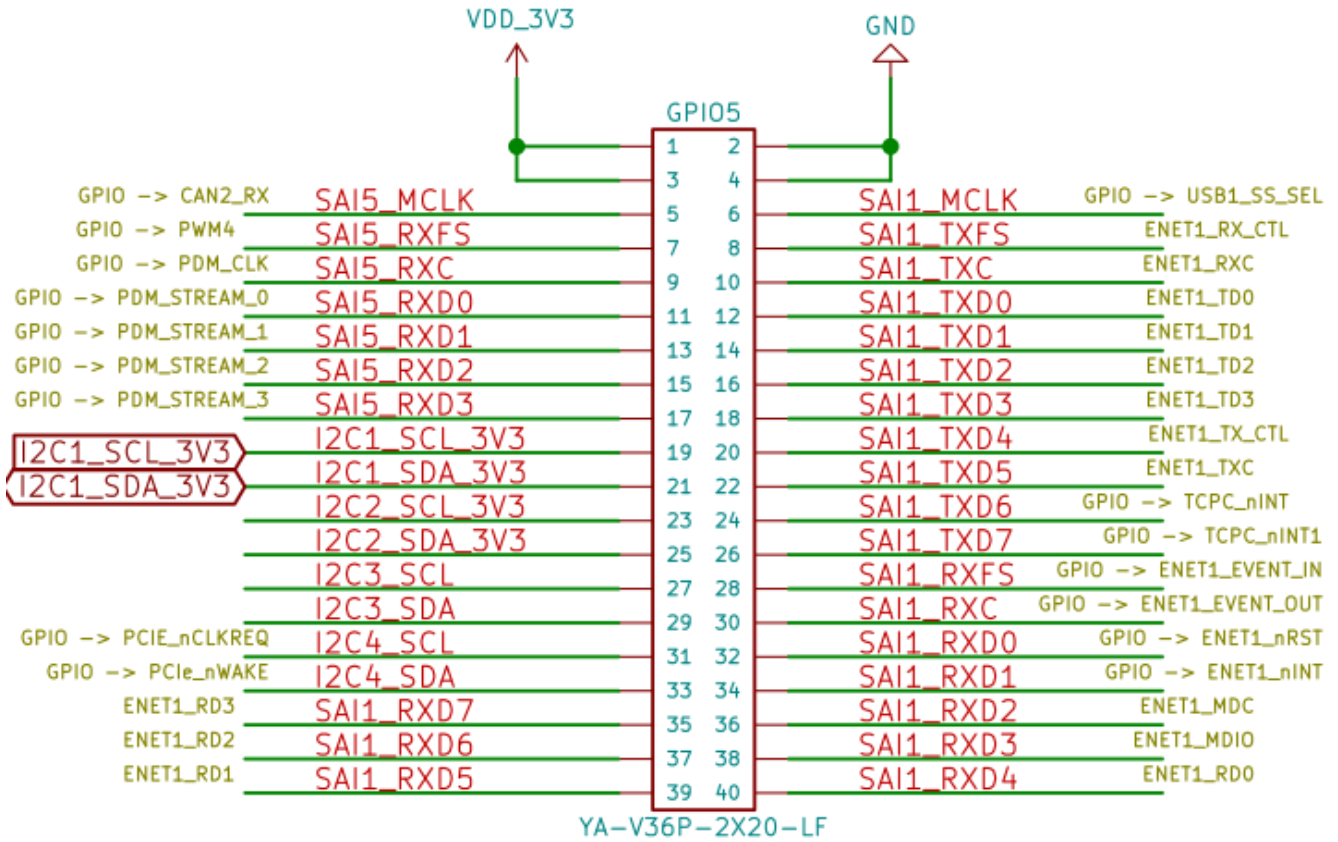 VDD_3V3 GND
GPIO5
1 2
3 4
GPIO -> CAN2_RX SAI5_MCLK 5 6 SAI1_MCLK GPIO -> USB1_SS_SEL
GPIO -> PWM4 SAI5_RXFS 7 8 SAI1_TXFS ENET1_RX_CTL
GPIO -> PDM_CLK SAI5_RXC 9 10 SAI1_TXC ENET1_RXC
GPIO -> PDM_STREAM_0 SAI5_RXD0 11 12 SAI1_TXD0 ENET1_TD0
GPIO -> PDM_STREAM_1 SAI5_RXD1 13 14 SAI1_TXD1 ENET1_TD1
GPIO -> PDM_STREAM_2 SAI5_RXD2 15 16 SAI1_TXD2 ENET1_TD2
GPIO -> PDM_STREAM_3 SAI5_RXD3 17 18 SAI1_TXD3 ENET1_TD3
I2C1_SCL_3V3 I2C1_SCL_3V3 19 20 SAI1_TXD4 ENET1_TX_CTL
I2C1_SDA_3V3 I2C1_SDA_3V3 21 22 SAI1_TXD5 ENET1_TXC
I2C2_SCL_3V3 23 24 SAI1_TXD6 GPIO -> TCPC_nINT
I2C2_SDA_3V3 25 26 SAI1_TXD7 GPIO -> TCPC_nINT1
I2C3_SCL 27 28 SAI1_RXFS GPIO -> ENET1_EVENT_IN
I2C3_SDA 29 30 SAI1_RXC GPIO -> ENET1_EVENT_OUT
GPIO -> PCIE_nCLKREQ I2C4_SCL 31 32 SAI1_RXD0 GPIO -> ENET1_nRST
GPIO -> PCIe_nWAKE I2C4_SDA 33 34 SAI1_RXD1 GPIO -> ENET1_nINT
ENET1_RD3 SAI1_RXD7 35 36 SAI1_RXD2 ENET1_MDC
ENET1_RD2 SAI1_RXD6 37 38 SAI1_RXD3 ENET1_MDIO
ENET1_RD1 SAI1_RXD5 39 40 SAI1_RXD4 ENET1_RD0
YA-V36P-2X20-LF